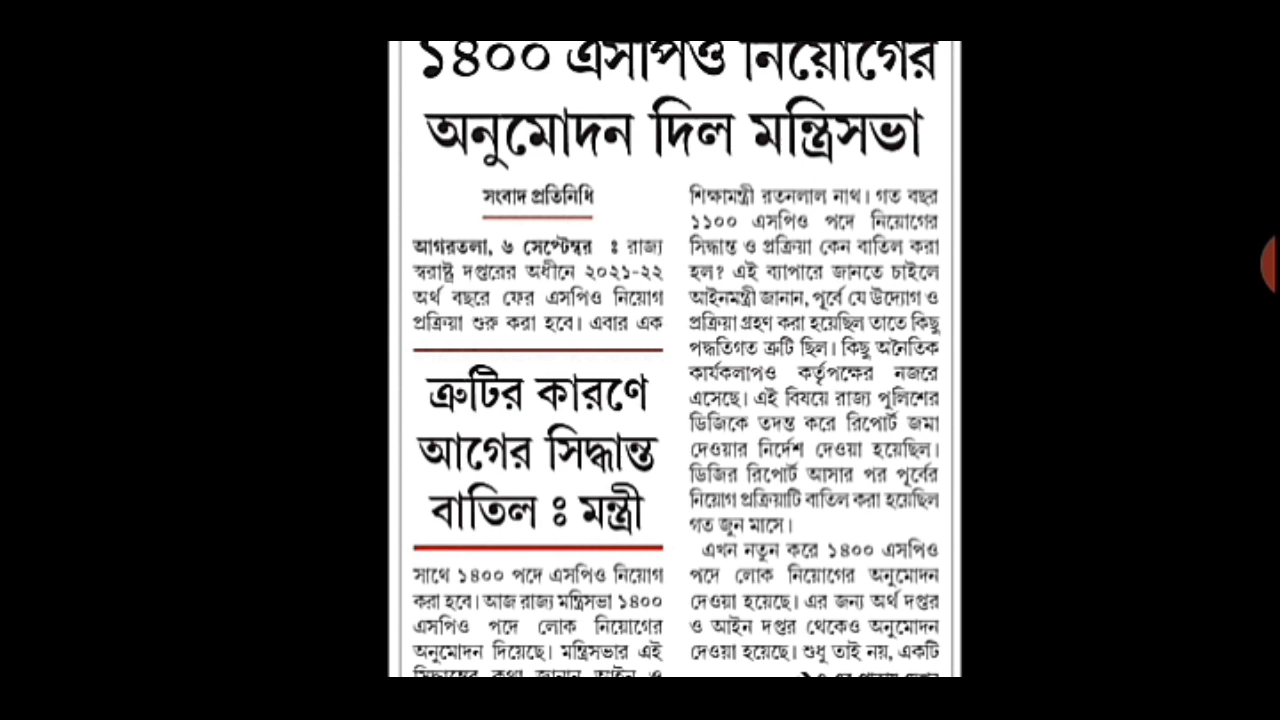 ১৪০০ এসপিও নিয়োগের
অনুমোদন দিল মন্ত্রিসভা
সংবাদ প্রতিনিধি
আগরতলা, ৬ সেপ্টেম্বর ঃ রাজ্য
স্বরাষ্ট্র দপ্তরের অধীনে ২০২১-২২
অর্থ বছরে ফের এসপিও নিয়োগ
প্রক্রিয়া শুরু করা হবে। এবার এক
ত্রুটির কারণে
আগের সিদ্ধান্ত
বাতিল ঃ মন্ত্রী
সাথে ১৪০০ পদে এসপিও নিয়োগ
করা হবে। আজ রাজ্য মন্ত্রিসভা ১৪০০
এসপিও পদে লোক নিয়োগের
অনুমোদন দিয়েছে। মন্ত্রিসভার এই
সিদ্ধান্তের কথা জানান আইন ও
শিক্ষামন্ত্রী রতনলাল নাথ। গত বছর
১১০০ এসপিও পদে নিয়োগের
সিদ্ধান্ত ও প্রক্রিয়া কেন বাতিল করা
হল? এই ব্যাপারে জানতে চাইলে
আইনমন্ত্রী জানান, পূর্বে যে উদ্যোগ ও
প্রক্রিয়া গ্রহণ করা হয়েছিল তাতে কিছু
পদ্ধতিগত ত্রুটি ছিল। কিছু অনৈতিক
কার্যকলাপও কর্তৃপক্ষের নজরে
এসেছে। এই বিষয়ে রাজ্য পুলিশের
ডিজিকে তদন্ত করে রিপোর্ট জমা
দেওয়ার নির্দেশ দেওয়া হয়েছিল।
ডিজির রিপোর্ট আসার পর পূর্বের
নিয়োগ প্রক্রিয়াটি বাতিল করা হয়েছিল
গত জুন মাসে।
এখন নতুন করে ১৪০০ এসপিও
পদে লোক নিয়োগের অনুমোদন
দেওয়া হয়েছে। এর জন্য অর্থ দপ্তর
ও আইন দপ্তর থেকেও অনুমোদন
দেওয়া হয়েছে। শুধু তাই নয়, একটি